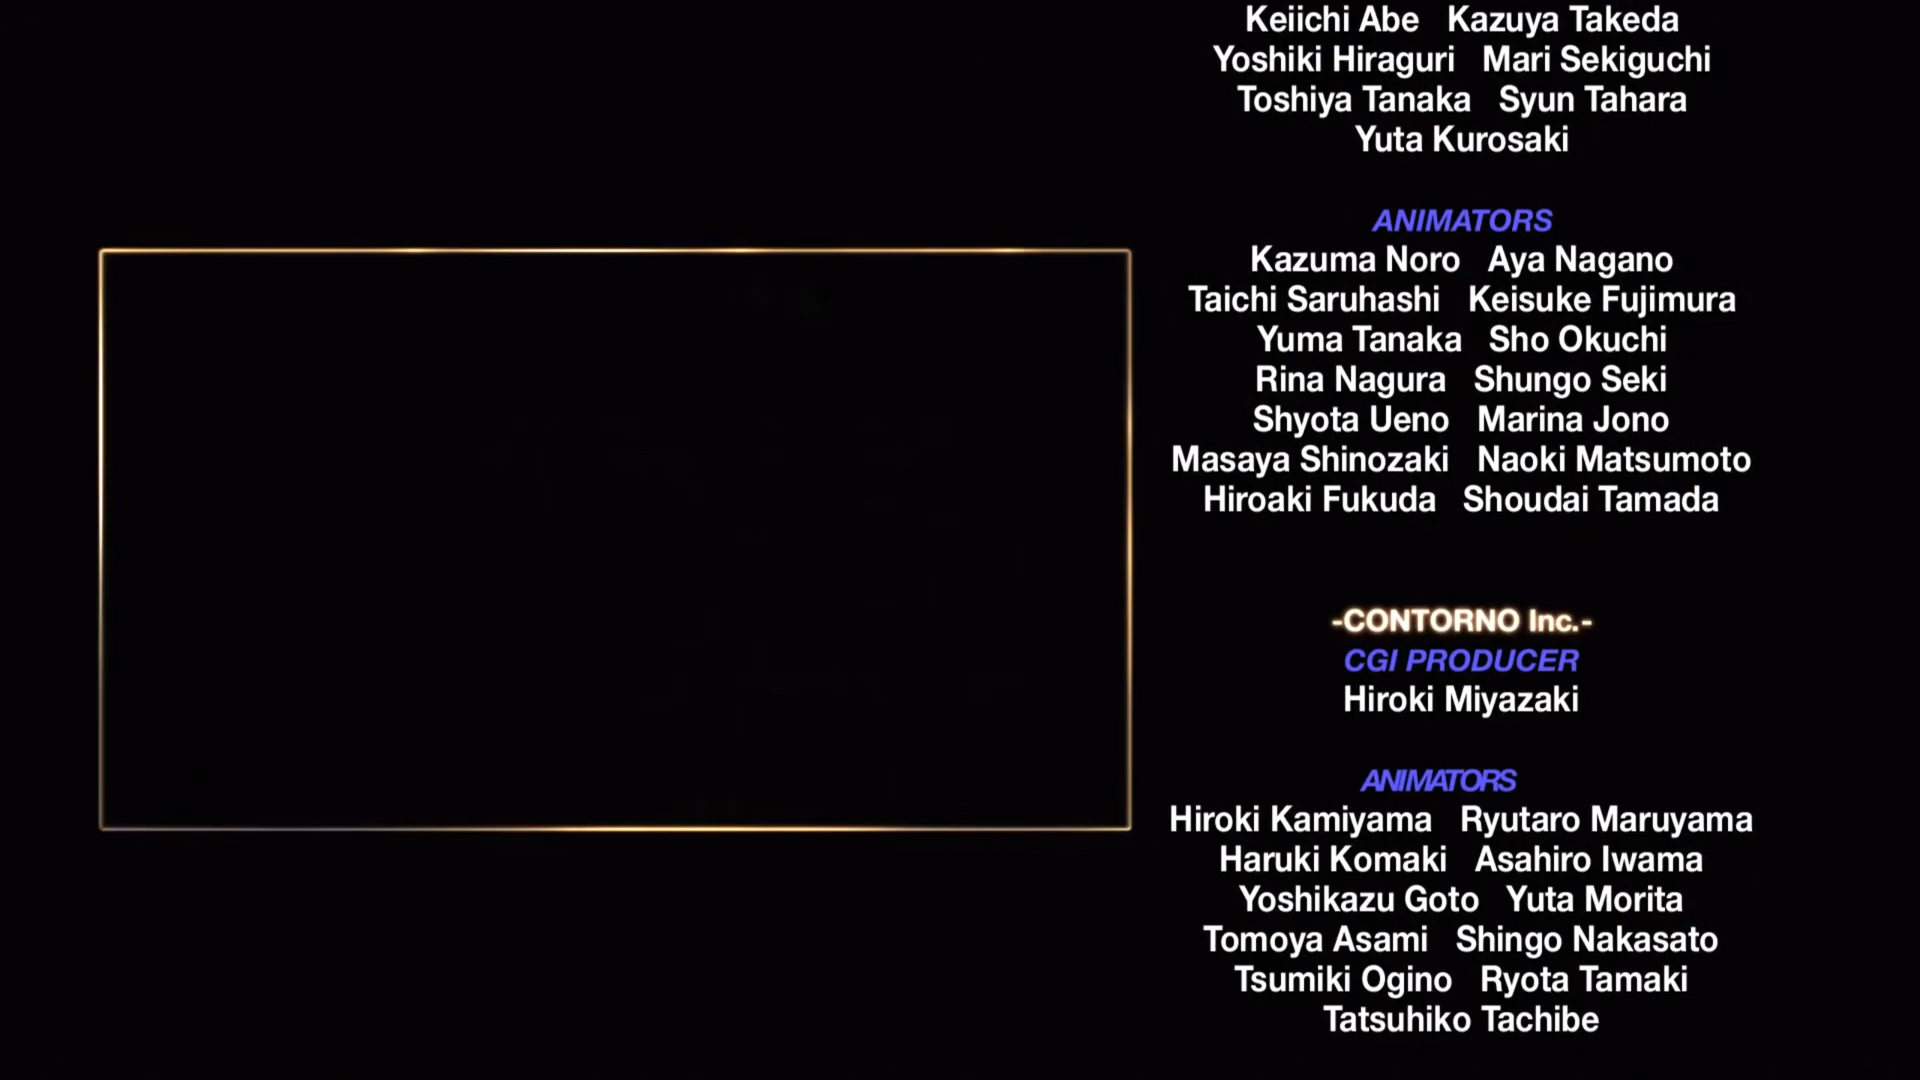 Keiichi Abe Kazuya Takeda
Yoshiki Hiraguri Mari Sekiguchi
Toshiya Tanaka Syun Tahara
Yuta Kurosaki
ANIMATORS
Kazuma Noro Aya Nagano
Taichi Saruhashi Keisuke Fujimura
Yuma Tanaka Sho Okuchi
Rina Nagura Shungo Seki
Shyota Ueno Marina Jono
Masaya Shinozaki Naoki Matsumoto
Hiroaki Fukuda Shoudai Tamada
-CONTORNO Inc.-
CGI PRODUCER
Hiroki Miyazaki
ANIMATORS
Hiroki Kamiyama Ryutaro Maruyama
Haruki Komaki Asahiro Iwama
Yoshikazu Goto Yuta Morita
Tomoya Asami Shingo Nakasato
Tsumiki Ogino Ryota Tamaki
Tatsuhiko Tachibe